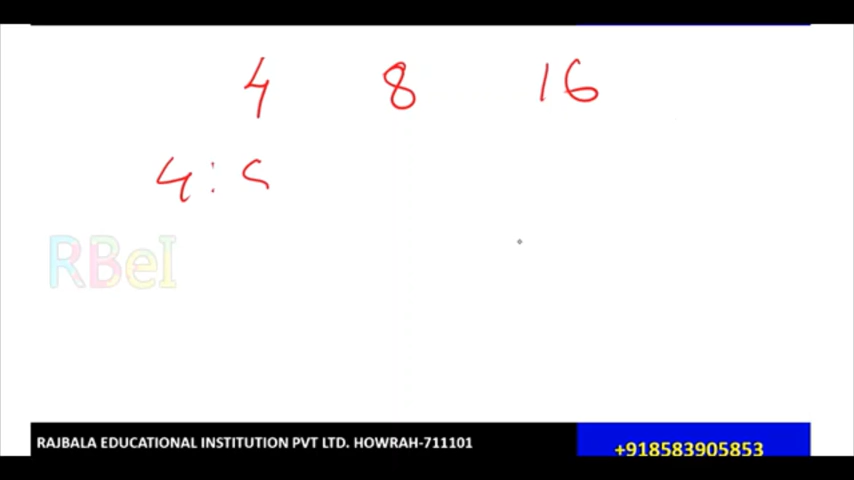 4 8 16
4 :
RBeI
RAJBALA EDUCATIONAL INSTITUTION PVT LTD. HOWRAH-711101
+918583905853